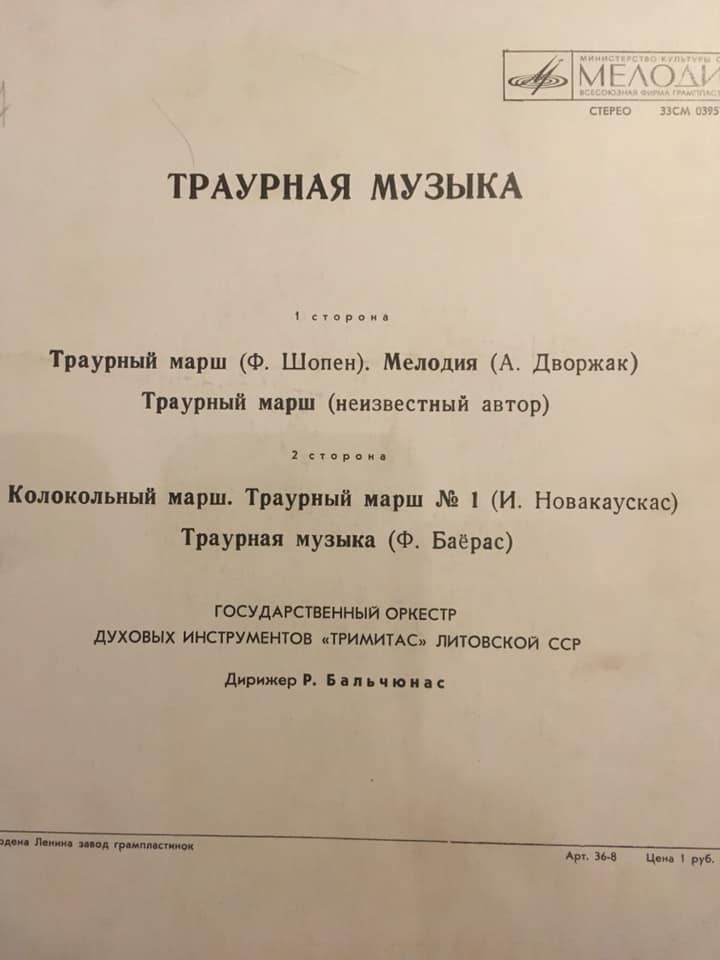 МИНИСТЕРСТВО КУЛЬТУРЫ С
МЕЛОДИ
ВСЕСОЮЗНАЯ ФИРМА ГРАМПЛАСТ
СТЕРЕО 33СМ 0395
ТРАУРНАЯ МУЗЫКА
1 сторона
Траурный марш (Ф. Шопен). Мелодия (А. Дворжак)
Траурный марш (неизвестный автор)
2 сторона
Колокольный марш. Траурный марш № 1 (И. Новакаускас)
Траурная музыка (Ф. Баёрас)
ГОСУДАРСТВЕННЫЙ ОРКЕСТР
ДУХОВЫХ ИНСТРУМЕНТОВ «ТРИМИТАС» ЛИТОВСКОЙ ССР
Дирижер Р. Бальчюнас
рдена Ленина завод грампластинок
Арт. 36-8 Цена 1 руб.